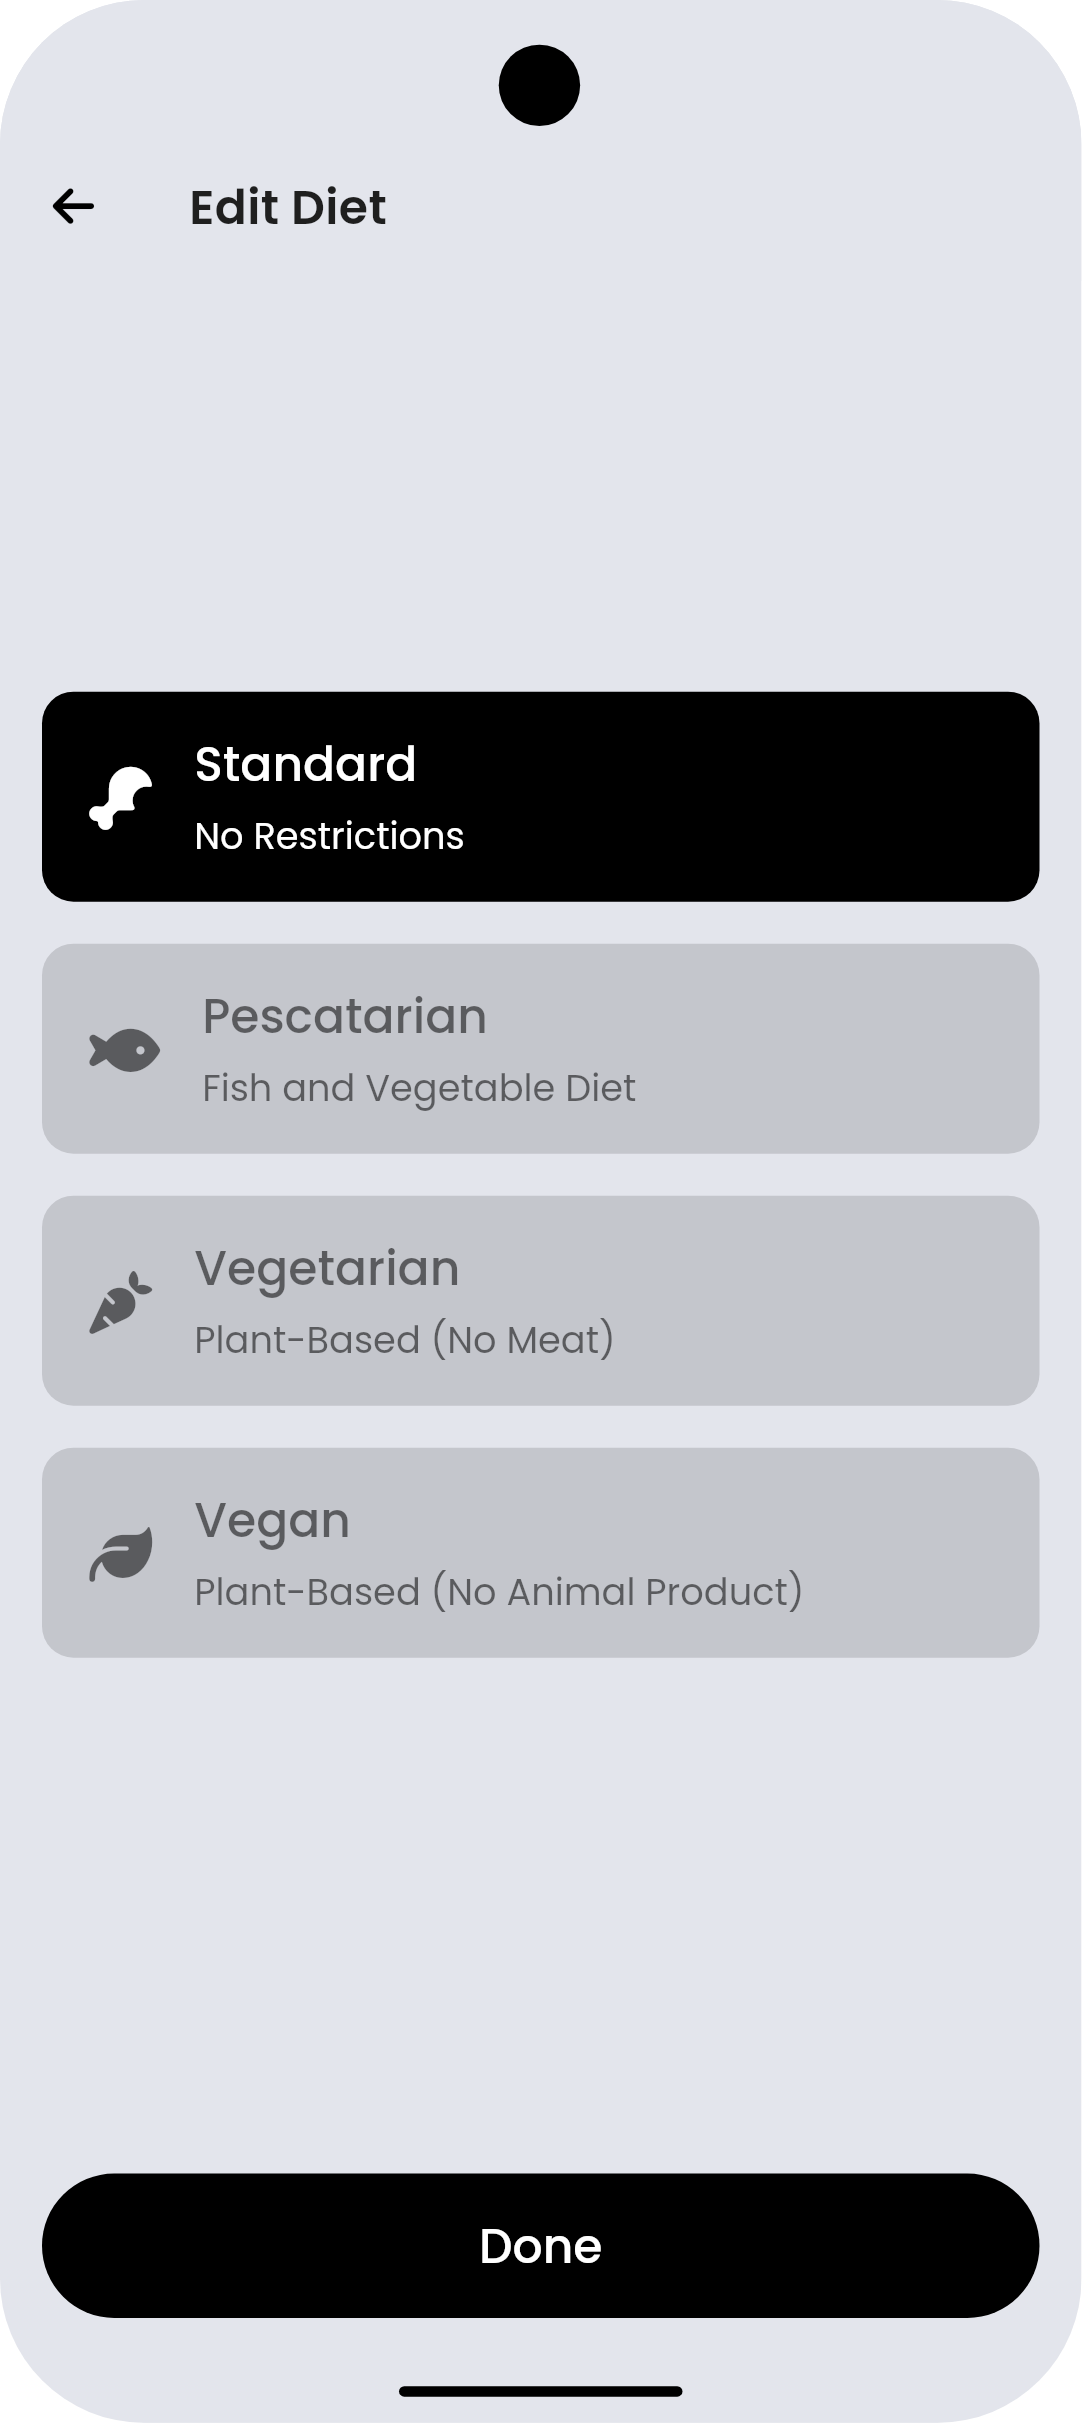 Edit Diet
Standard
No Restrictions
Pescatarian
Fish and Vegetable Diet
Vegetarian
Plant-Based (No Meat)
Vegan
Plant-Based (No Animal Product)
Done